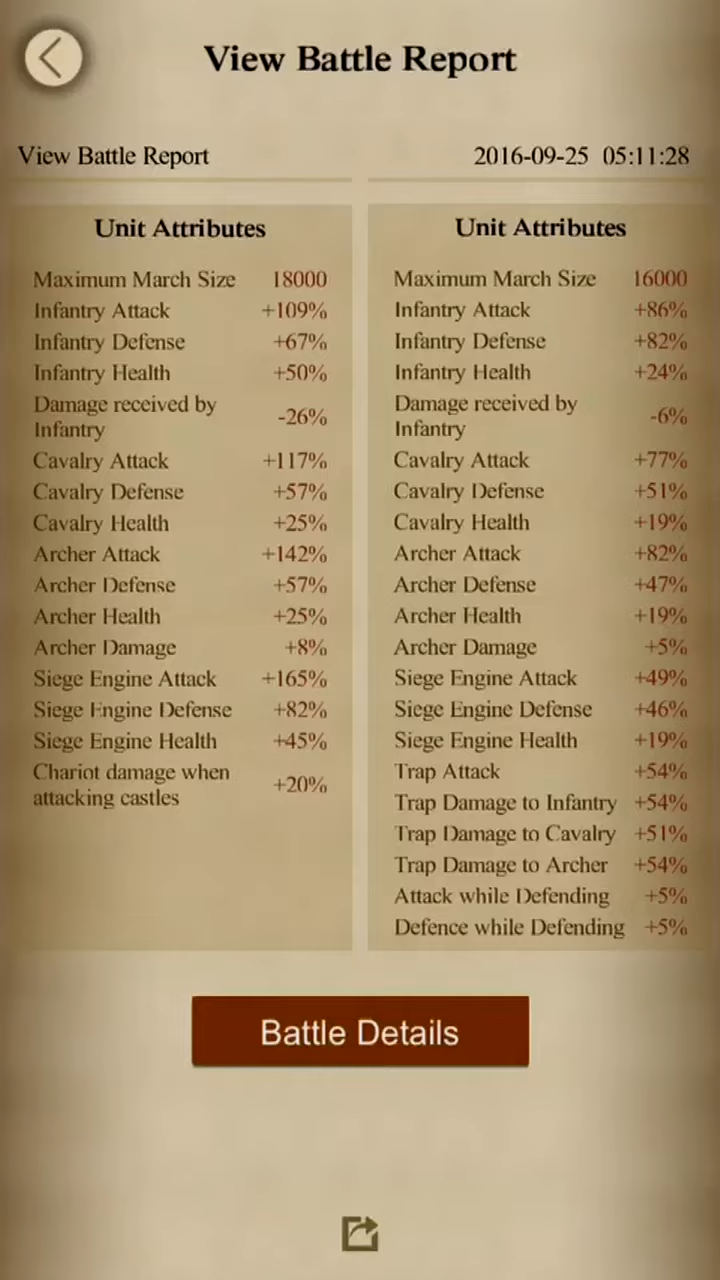 View Battle Report
View Battle Report
2016-09-25 05:11:28
Unit Attributes
Maximum March Size 18000
Infantry Attack +109%
Infantry Defense +67%
Infantry Health +50%
Damage received by
Infantry -26%
Cavalry Attack +117%
Cavalry Defense +57%
Cavalry Health +25%
Archer Attack +142%
Archer Defense +57%
Archer Health +25%
Archer Damage +8%
Siege Engine Attack +165%
Siege Engine Defense +82%
Siege Engine Health +45%
Chariot damage when
attacking castles +20%
Unit Attributes
Maximum March Size 16000
Infantry Attack +86%
Infantry Defense +82%
Infantry Health +24%
Damage received by
Infantry -6%
Cavalry Attack +77%
Cavalry Defense +51%
Cavalry Health +19%
Archer Attack +82%
Archer Defense +47%
Archer Health +19%
Archer Damage +5%
Siege Engine Attack +49%
Siege Engine Defense +46%
Siege Engine Health +19%
Trap Attack +54%
Trap Damage to Infantry +54%
Trap Damage to Cavalry +51%
Trap Damage to Archer +54%
Attack while Defending +5%
Defence while Defending +5%
Battle Details